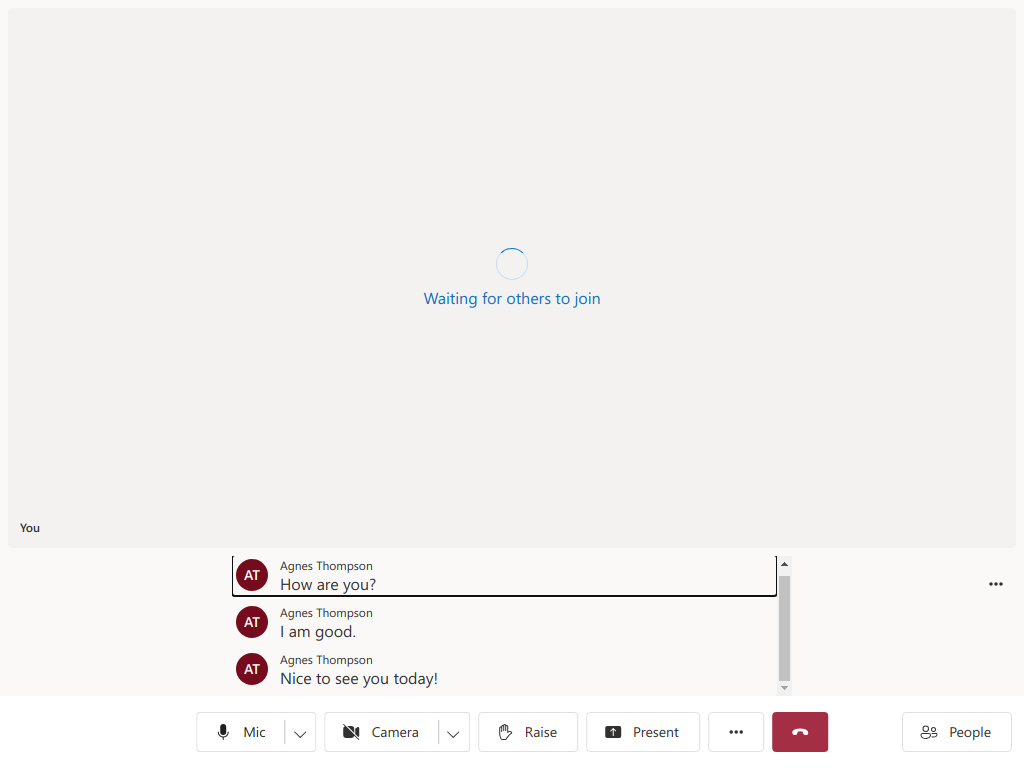 Waiting for others to join
You
AT
Agnes Thompson
How are you?
AT
Agnes Thompson
I am good.
AT
Agnes Thompson
Nice to see you today!
Mic
Camera
Raise
Present
People